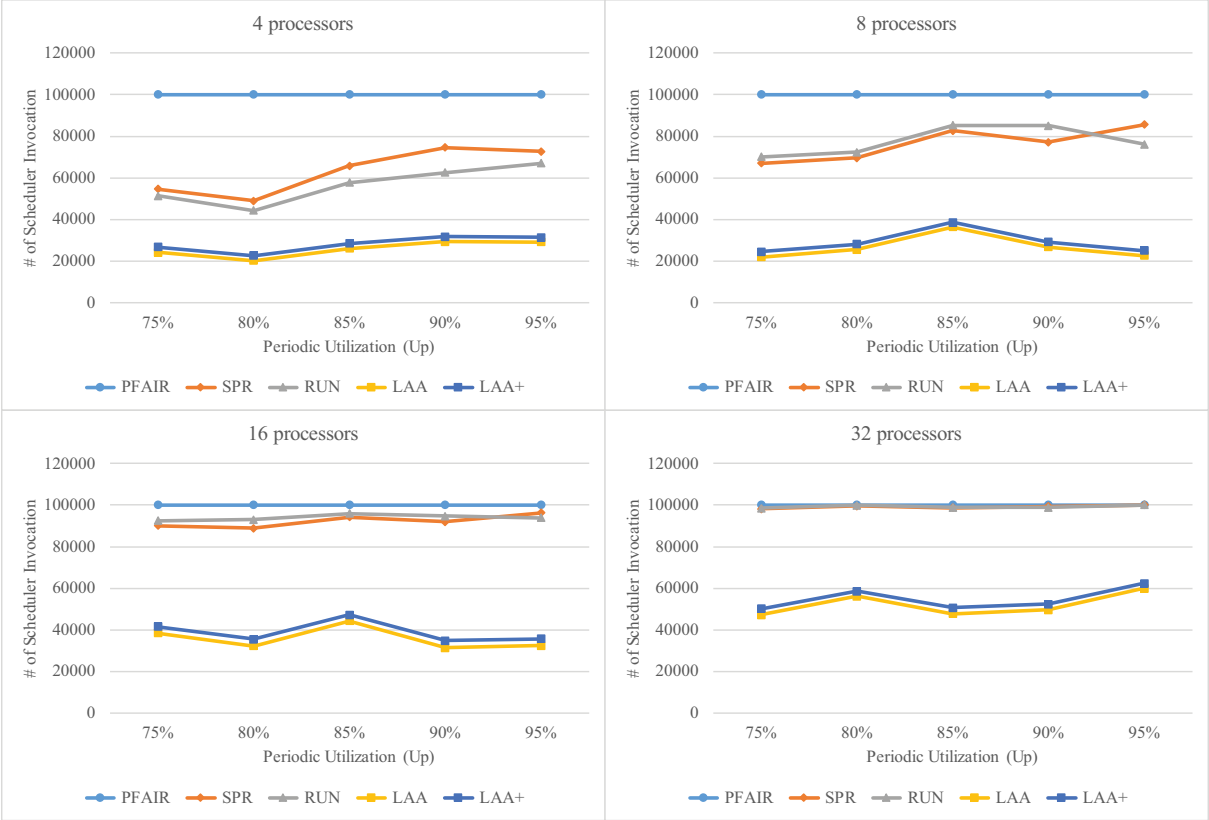 4 processors
120000
100000
80000
60000
40000
20000
0
# of Scheduler Invocation
75% 80% 85% 90% 95%
Periodic Utilization (Up)
PFAIR SPR RUN LAA LAA+
8 processors
120000
100000
80000
60000
40000
20000
0
# of Scheduler Invocation
75% 80% 85% 90% 95%
Periodic Utilization (Up)
PFAIR SPR RUN LAA LAA+
16 processors
120000
100000
80000
60000
40000
20000
0
# of Scheduler Invocation
75% 80% 85% 90% 95%
Periodic Utilization (Up)
PFAIR SPR RUN LAA LAA+
32 processors
120000
100000
80000
60000
40000
20000
0
# of Scheduler Invocation
75% 80% 85% 90% 95%
Periodic Utilization (Up)
PFAIR SPR RUN LAA LAA+